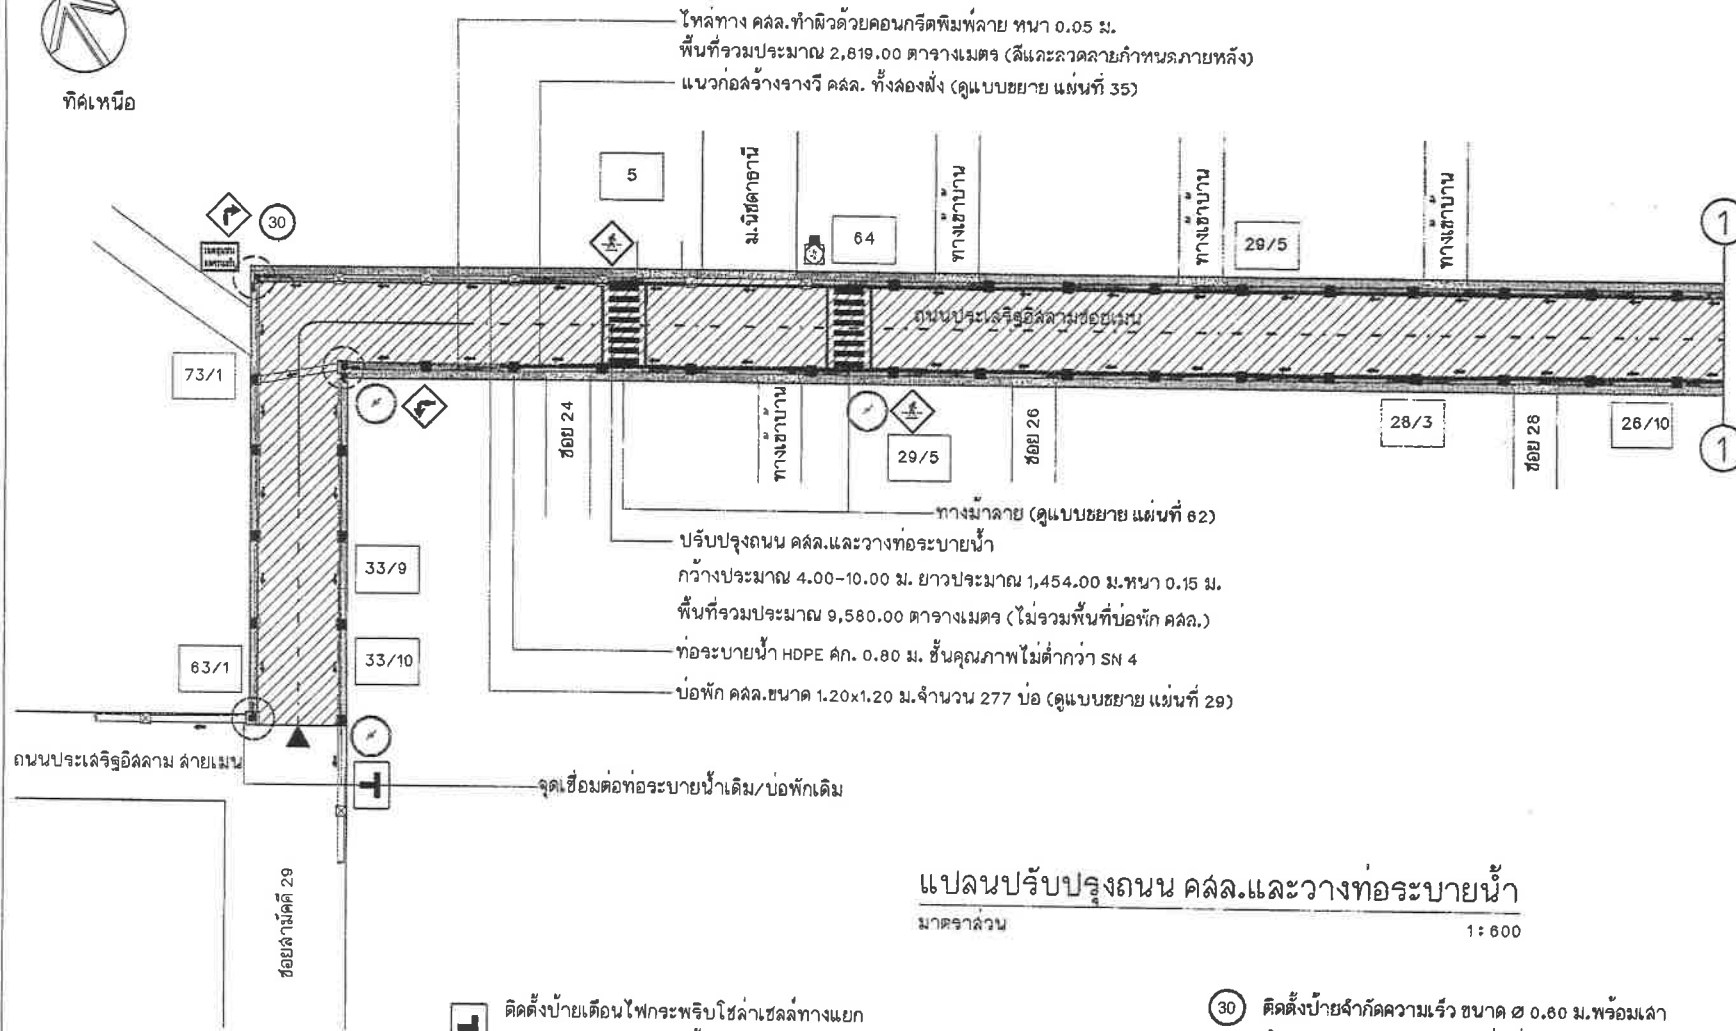 ทิศเหนือ
ไหล่ทาง คสล.ทำผิวด้วยคอนกรีตพิมพ์ลาย หนา 0.05 ม.
พื้นที่รวมประมาณ 2,819.00 ตารางเมตร (สีและลวดลายกำหนดภายหลัง)
แนวก่อสร้างรางวี คสล. ทั้งสองฝั่ง (ดูแบบขยาย แผ่นที่ 35)
5
ม.นิชดาธานี
64
ทางเข้าบ้าน
ทางเข้าบ้าน
29/5
ทางเข้าบ้าน
1
30
ถนนประเสริฐอิสลามซอยเมน
73/1
ซอย 24
ทางเข้าบ้าน
29/5
ซอย 26
28/3
ซอย 28
26/10
1
ทางม้าลาย (ดูแบบขยาย แผ่นที่ 62)
ปรับปรุงถนน คสล.และวางท่อระบายน้ำ
กว้างประมาณ 4.00-10.00 ม. ยาวประมาณ 1,454.00 ม.หนา 0.15 ม.
พื้นที่รวมประมาณ 9,580.00 ตารางเมตร (ไม่รวมพื้นที่บ่อพัก คสล.)
33/9
ท่อระบายน้ำ HDPE ศก. 0.80 ม. ชั้นคุณภาพไม่ต่ำกว่า SN 4
63/1
33/10
บ่อพัก คสล.ขนาด 1.20x1.20 ม.จำนวน 277 บ่อ (ดูแบบขยาย แผ่นที่ 29)
ถนนประเสริฐอิสลาม สายเมน
จุดเชื่อมต่อท่อระบายน้ำเดิม/บ่อพักเดิม
ซอยสามัคคี 29
แปลนปรับปรุงถนน คสล.และวางท่อระบายน้ำ
มาตราส่วน 1:600
ติดตั้งป้ายเตือนไฟกระพริบโซล่าเซลล์ทางแยก
30 ติดตั้งป้ายจำกัดความเร็ว ขนาด Ø 0.60 ม.พร้อมเสา